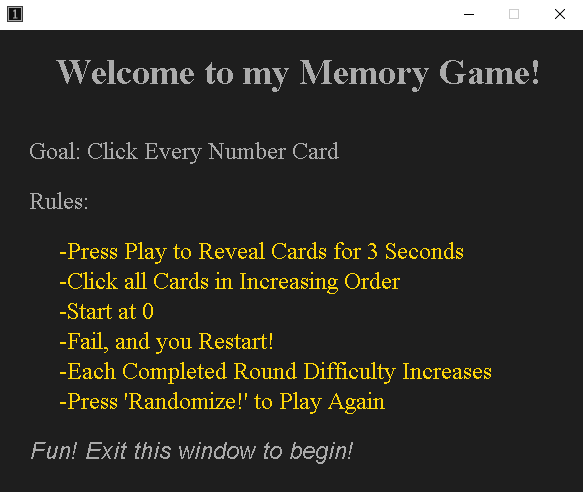 1
Welcome to my Memory Game!
Goal: Click Every Number Card
Rules:
-Press Play to Reveal Cards for 3 Seconds
-Click all Cards in Increasing Order
-Start at 0
-Fail, and you Restart!
-Each Completed Round Difficulty Increases
-Press 'Randomize!' to Play Again
Fun! Exit this window to begin!